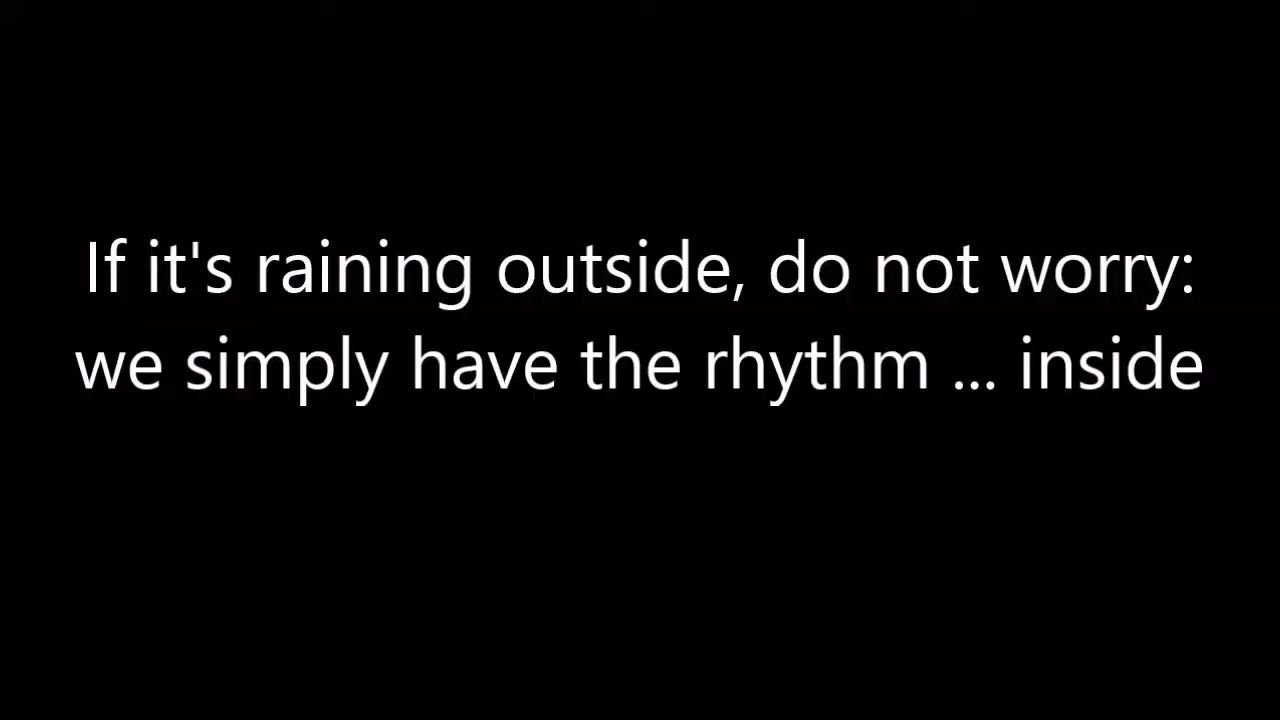 If it's raining outside, do not worry:
we simply have the rhythm ... inside